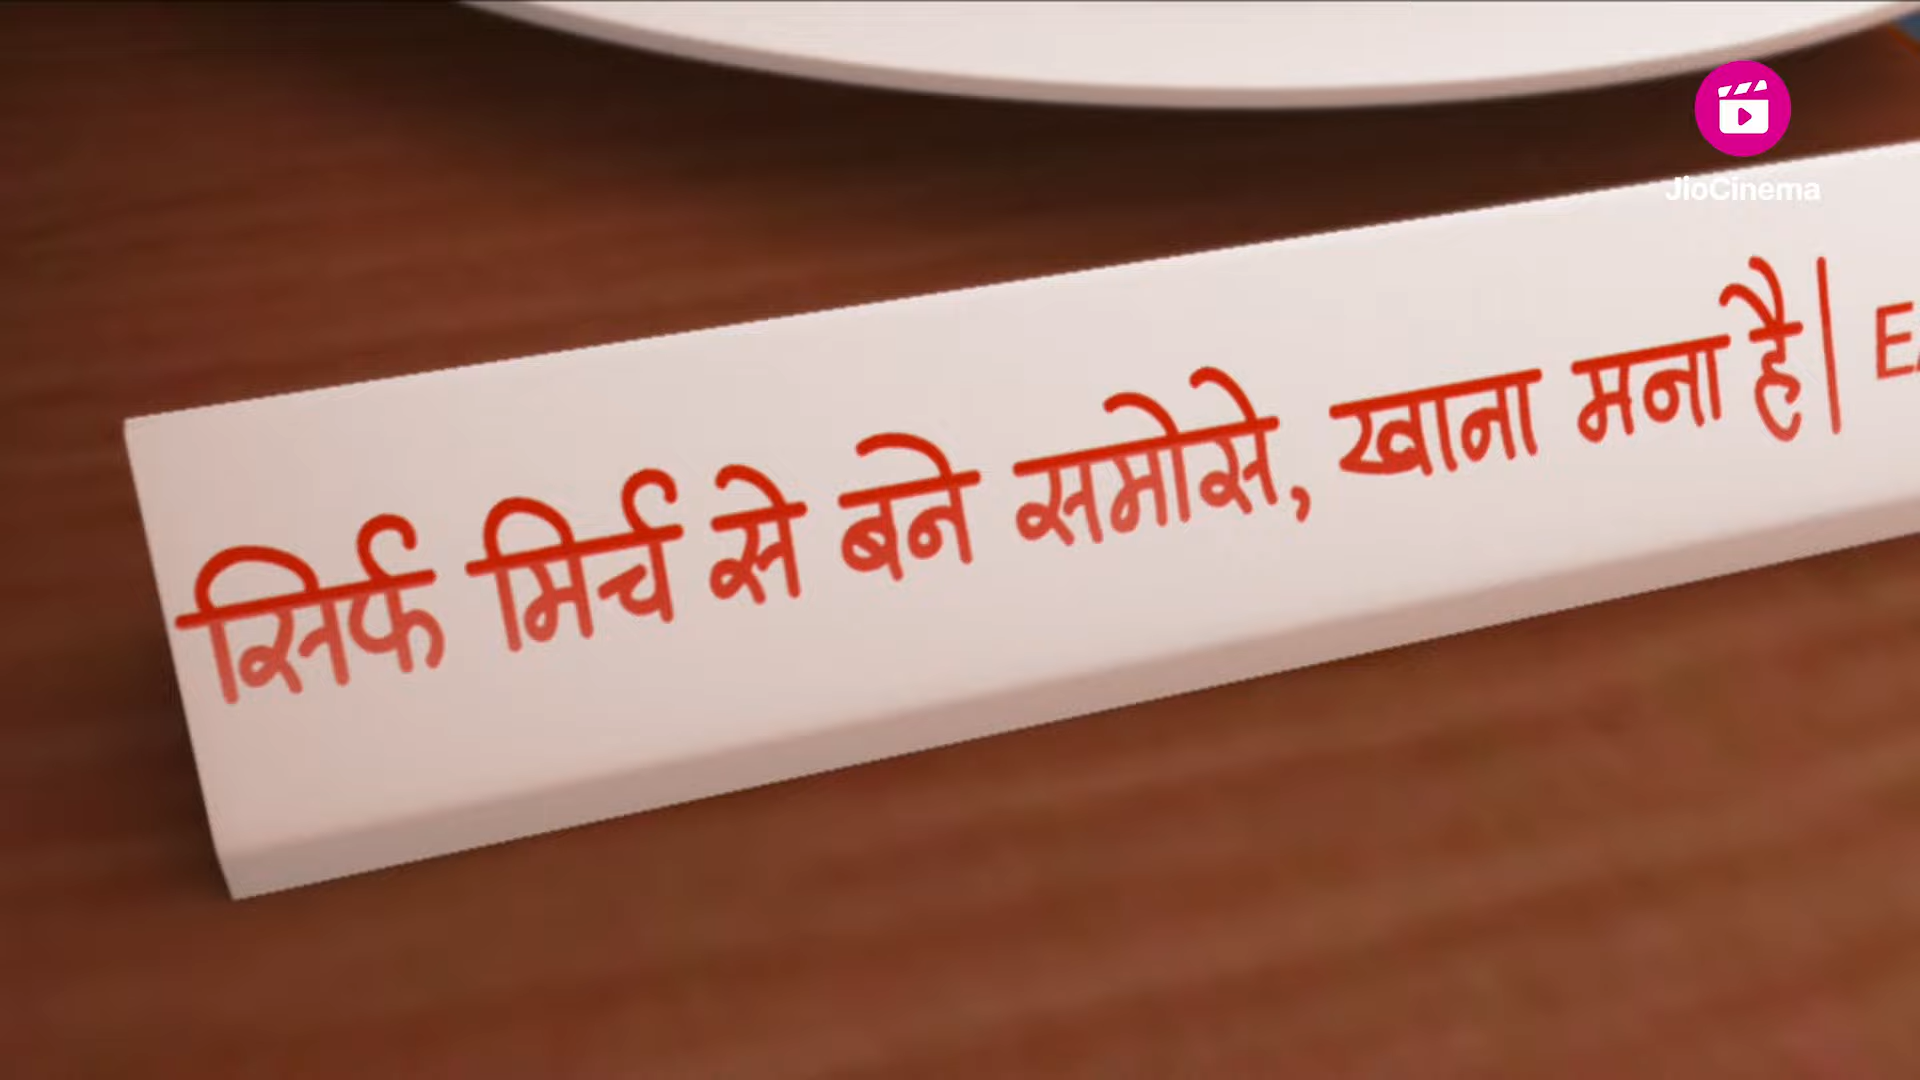 JioCinema
सिर्फ मिर्च से बने समोसे, खाना मना है|